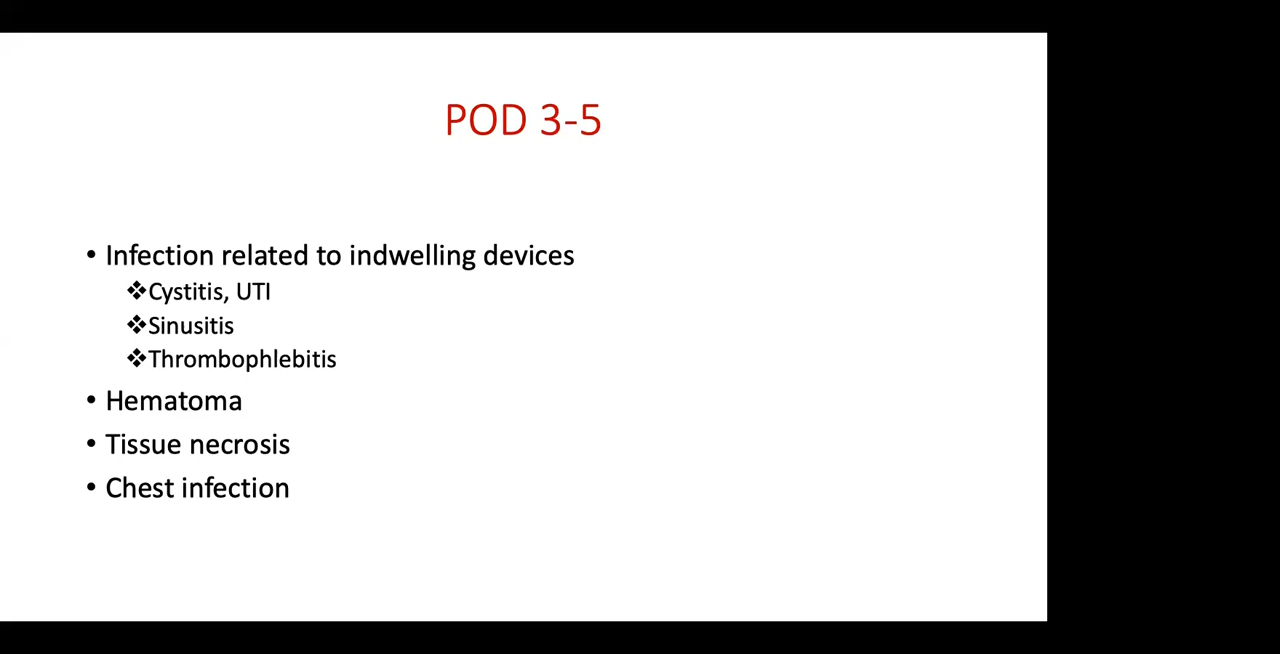 POD 3-5
• Infection related to indwelling devices
❖Cystitis, UTI
❖Sinusitis
❖Thrombophlebitis
• Hematoma
• Tissue necrosis
• Chest infection